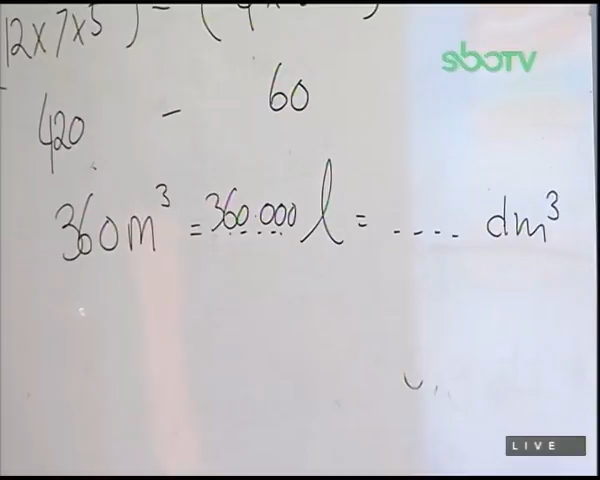 12x7x5 ) = (
sboTV
420 - 60
360m³ = 360.000 l = .... dm³
LIVE